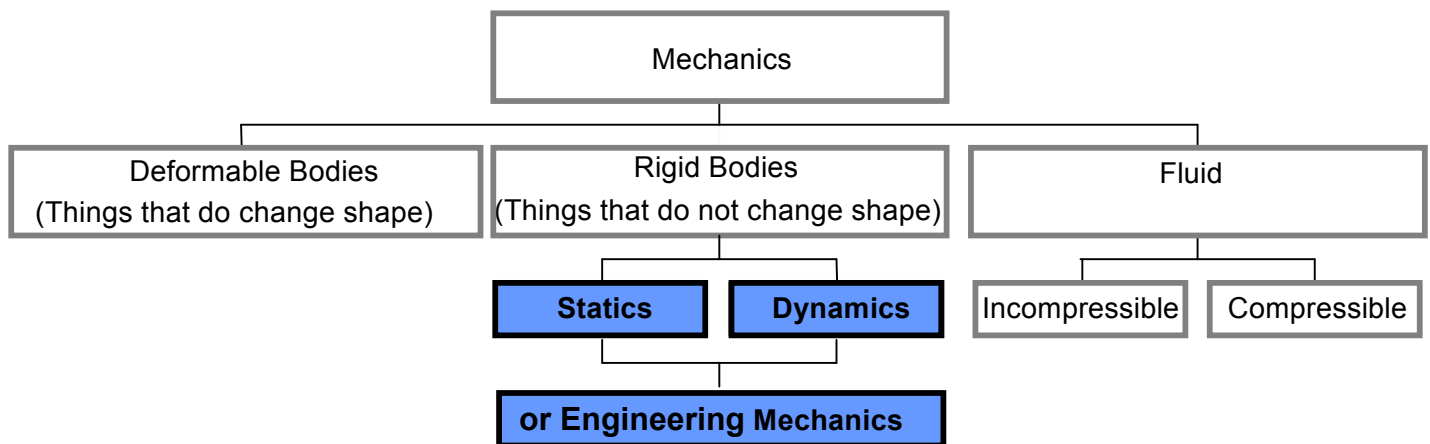 Mechanics
Deformable Bodies
(Things that do change shape)
Rigid Bodies
(Things that do not change shape)
Fluid
Statics
Dynamics
Incompressible
Compressible
or Engineering Mechanics